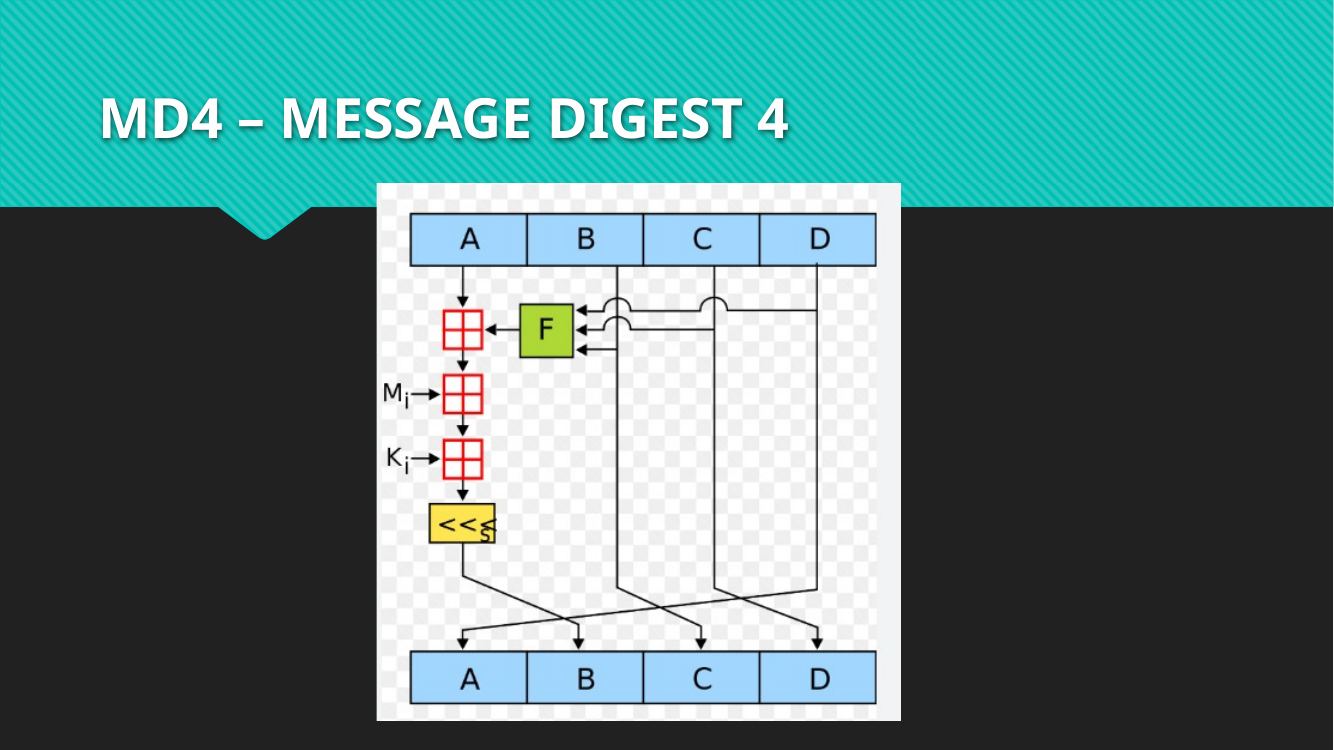 MD4 – MESSAGE DIGEST 4
A B C D
F
Mi
Ki
<<<s
A B C D